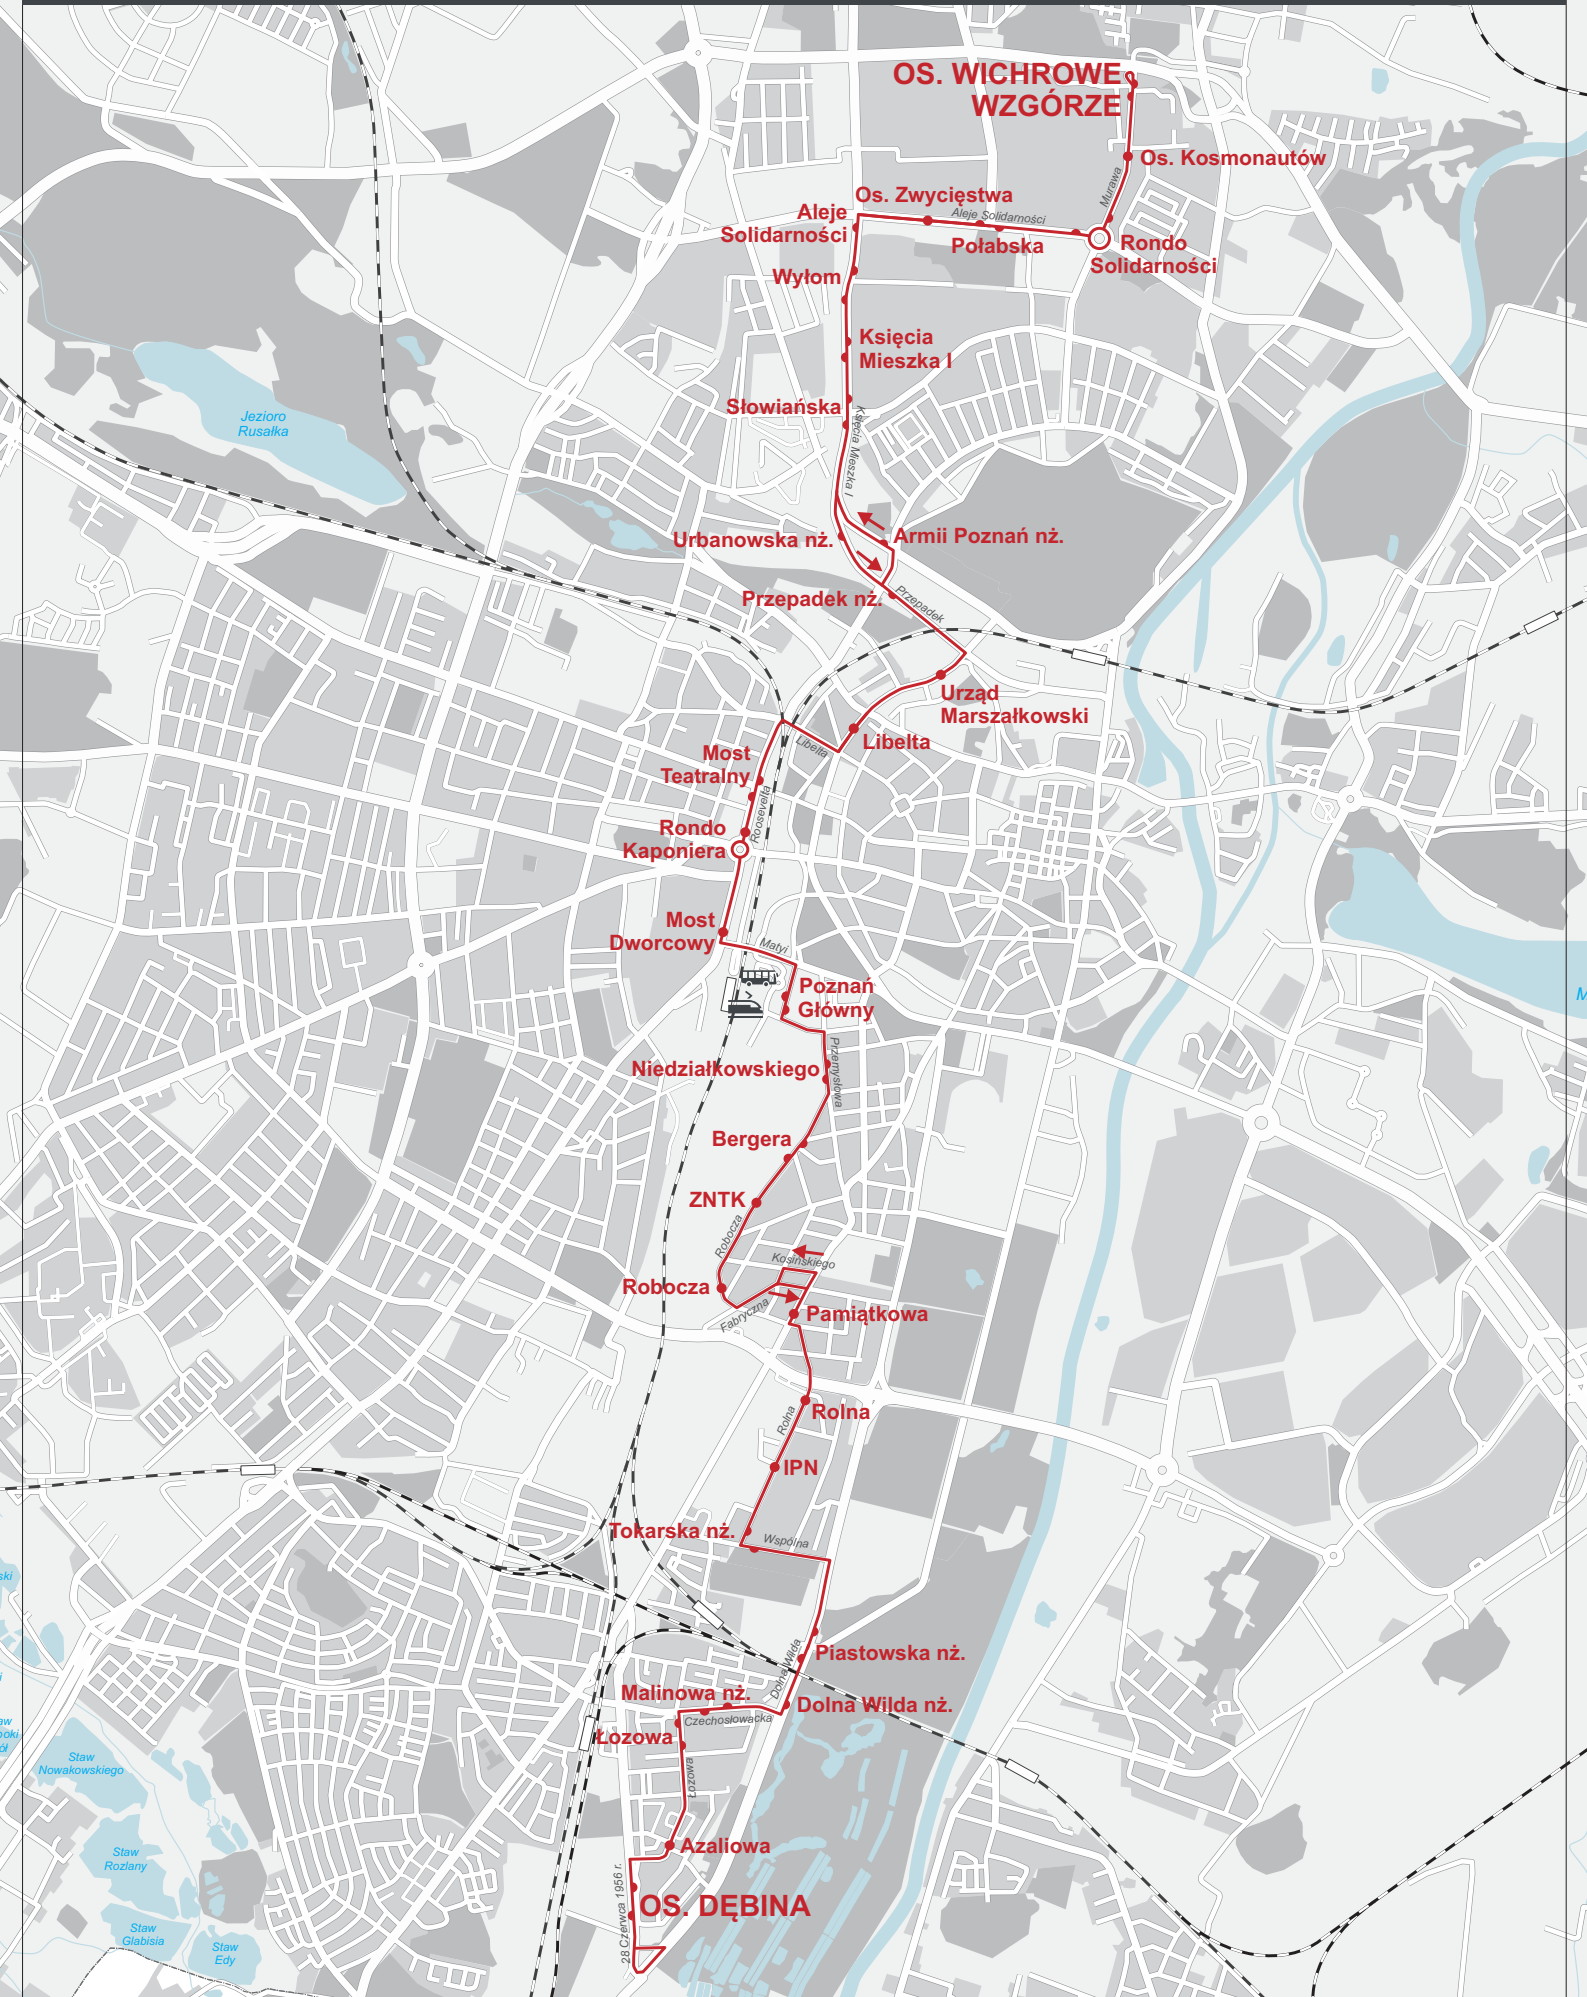 OS. WICHROWE
WZGÓRZE
Os. Kosmonautów
Murawa
Os. Zwycięstwa
Aleje Solidarności
Aleje
Solidarności
Połabska
Rondo
Solidarności
Wyłom
Księcia
Mieszka I
Słowiańska
Księcia Mieszka I
Jezioro
Rusałka
Urbanowska nż.
Armii Poznań nż.
Przepadek nż.
Przepadek
Urząd
Marszałkowski
Libelta
Libelta
Most
Teatralny
Roosevelta
Rondo
Kaponiera
Most
Dworcowy
Matyi
Poznań
Główny
M
Niedziałkowskiego
Przemysłowa
Bergera
ZNTK
Robocza
Kosińskiego
Robocza
Fabryczna
Pamiątkowa
Rolna
Rolna
IPN
Tokarska nż.
Wspólna
ski
Piastowska nż.
Dolna Wilda
Malinowa nż.
Dolna Wilda nż.
Czechosłowacka
Łozowa
Łozowa
Staw
Nowakowskiego
Azaliowa
Staw
Rozlany
28 Czerwca 1956 r.
OS. DĘBINA
Staw
Glabisia
Staw
Edy